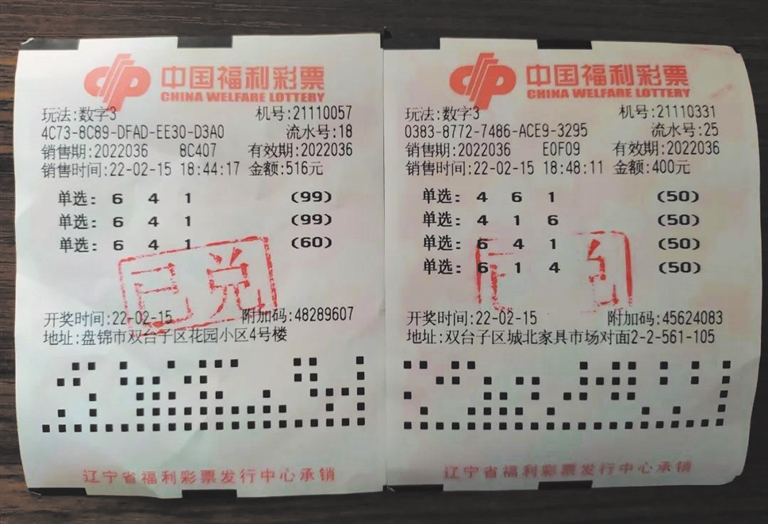 中国福利彩票
CHINA WELFARE LOTTERY
玩法:数字3 机号:21110057
4C73-8C89-DFAD-EE30-D3A0 流水号:18
销售期:2022036 8C407 有效期:2022036
销售时间:22-02-15 18:44:17 金额:516元
单选: 6 4 1 (99)
单选: 6 4 1 (99)
单选: 6 4 1 (60)
已兑
开奖时间:22-02-15 附加码:48289607
地址:盘锦市双台子区花园小区4号楼
辽宁省福利彩票发行中心承销
中国福利彩票
CHINA WELFARE LOTTERY
玩法:数字3 机号:21110331
0383-8772-7486-ACE9-3295 流水号:25
销售期:2022036 E0F09 有效期:2022036
销售时间:22-02-15 18:48:11 金额:400元
单选: 4 6 1 (50)
单选: 4 1 6 (50)
单选: 6 4 1 (50)
单选: 6 1 4 (50)
开奖时间:22-02-15 附加码:45624083
地址:双台子区城北家具市场对面2-2-561-105
辽宁省福利彩票发行中心承销